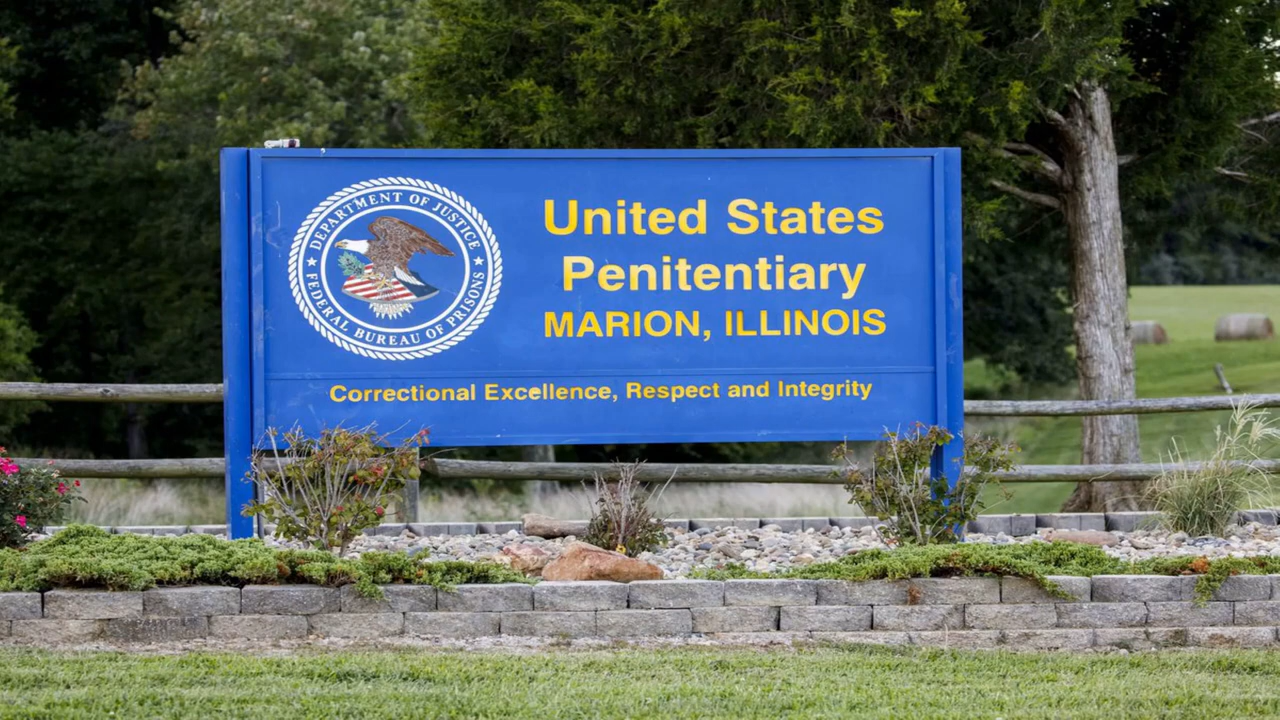 DEPARTMENT OF JUSTICE
FEDERAL BUREAU OF PRISONS
United States
Penitentiary
MARION, ILLINOIS
Correctional Excellence, Respect and Integrity